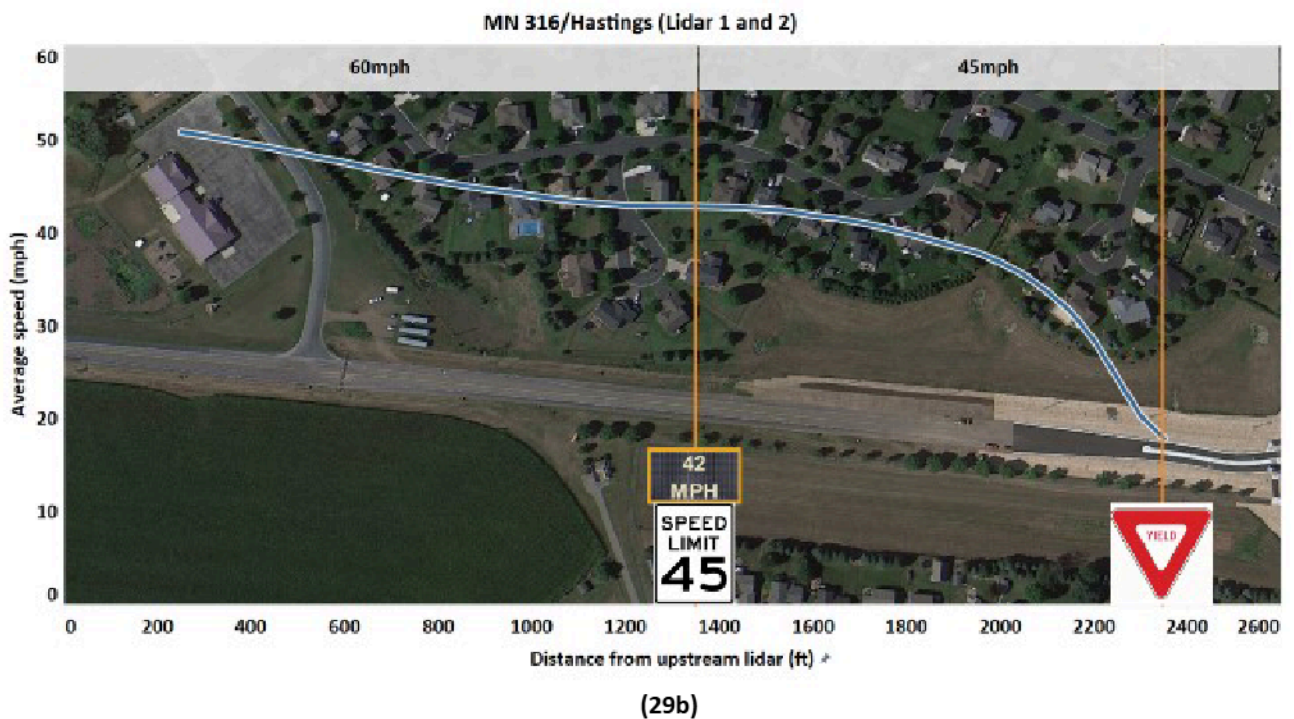 MN 316/Hastings (Lidar 1 and 2)
60mph
45mph
60
50
40
30
20
10
0
Average speed (mph)
42
MPH
SPEED
LIMIT
45
YIELD
0 200 400 600 800 1000 1200 1400 1600 1800 2000 2200 2400 2600
Distance from upstream lidar (ft)
(29b)